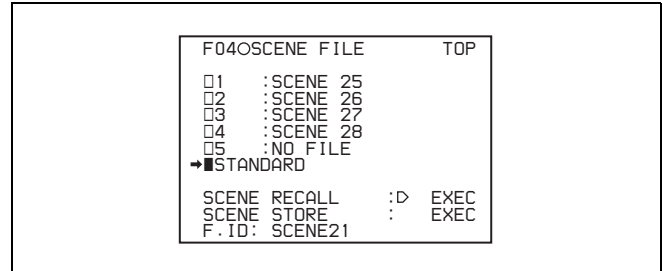 F04○SCENE FILE TOP
□1 :SCENE 25
□2 :SCENE 26
□3 :SCENE 27
□4 :SCENE 28
□5 :NO FILE
➔■STANDARD
SCENE RECALL :▷ EXEC
SCENE STORE : EXEC
F.ID: SCENE21